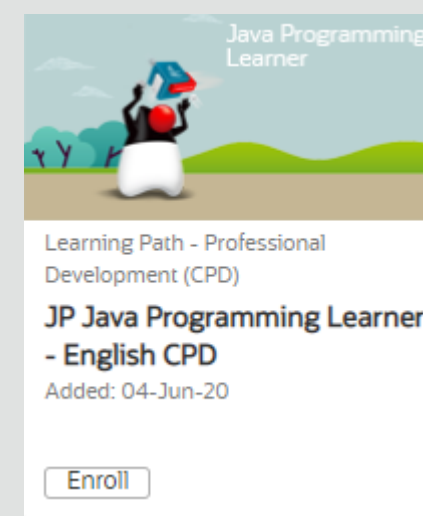 Java Programming
Learner
Learning Path - Professional
Development (CPD)
JP Java Programming Learner
- English CPD
Added: 04-Jun-20
Enroll